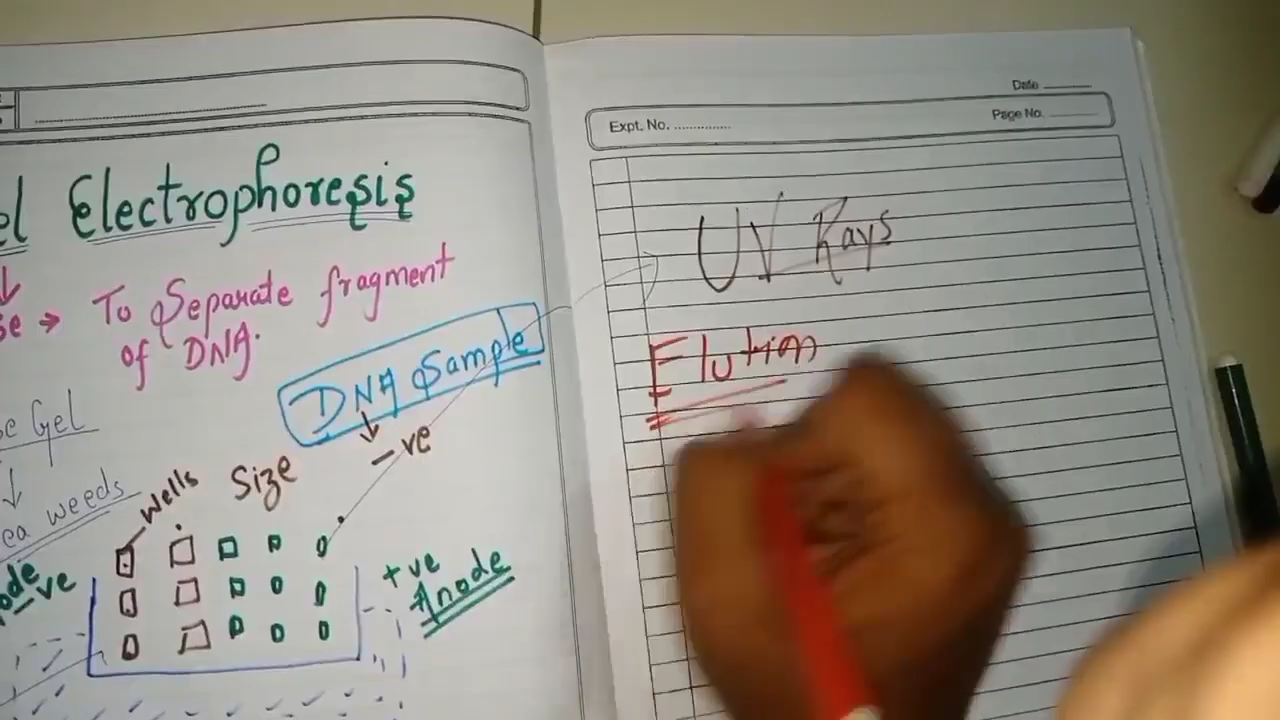 el Electrophoresis
se → To Separate fragment
of DNA.
DNA Sample
-ve
se Gel
ea weeds
Wells
Size
ode
-ve
+ve
Anode
Date
Expt. No.
Page No.
UV Rays
Elution